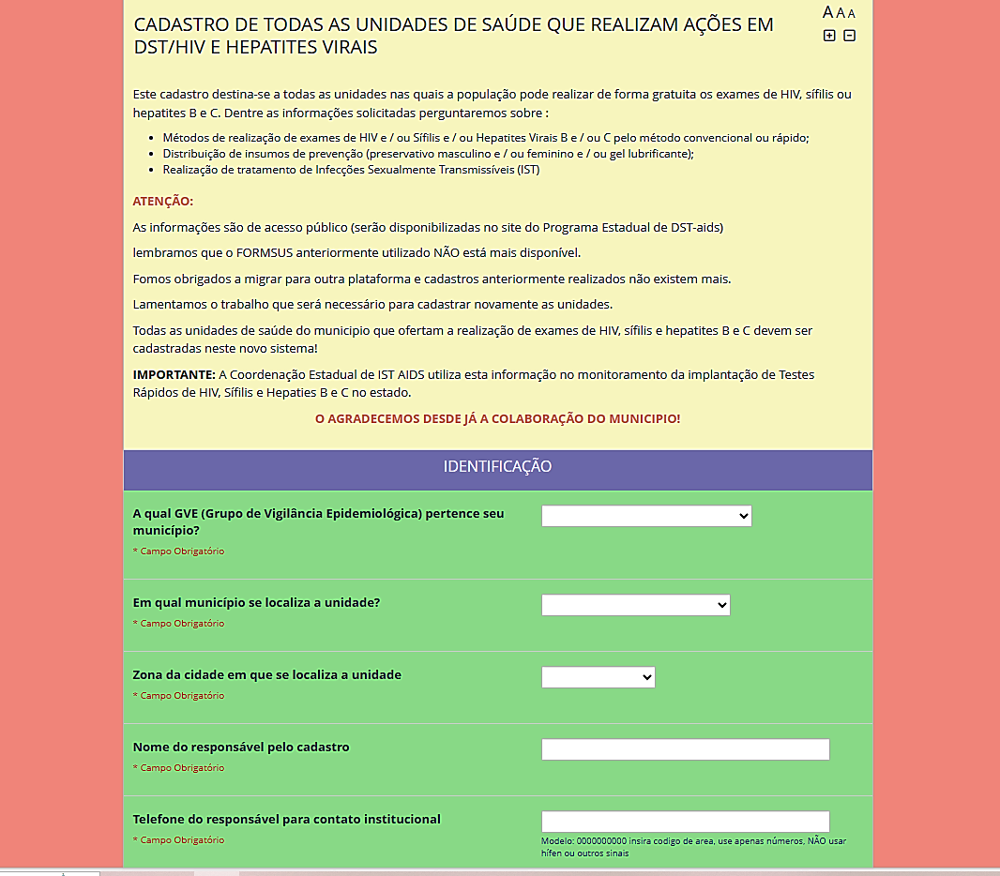 CADASTRO DE TODAS AS UNIDADES DE SAÚDE QUE REALIZAM AÇÕES EM
DST/HIV E HEPATITES VIRAIS
A A A
Este cadastro destina-se a todas as unidades nas quais a população pode realizar de forma gratuita os exames de HIV, sífilis ou
hepatites B e C. Dentre as informações solicitadas perguntaremos sobre :
• Métodos de realização de exames de HIV e / ou Sífilis e / ou Hepatites Virais B e / ou C pelo método convencional ou rápido;
• Distribuição de insumos de prevenção (preservativo masculino e / ou feminino e / ou gel lubrificante);
• Realização de tratamento de Infecções Sexualmente Transmissíveis (IST)
ATENÇÃO:
As informações são de acesso público (serão disponibilizadas no site do Programa Estadual de DST-aids)
lembramos que o FORMSUS anteriormente utilizado NÃO está mais disponível.
Fomos obrigados a migrar para outra plataforma e cadastros anteriormente realizados não existem mais.
Lamentamos o trabalho que será necessário para cadastrar novamente as unidades.
Todas as unidades de saúde do municipio que ofertam a realização de exames de HIV, sífilis e hepatites B e C devem ser
cadastradas neste novo sistema!
IMPORTANTE: A Coordenação Estadual de IST AIDS utiliza esta informação no monitoramento da implantação de Testes
Rápidos de HIV, Sífilis e Hepaties B e C no estado.
O AGRADECEMOS DESDE JÁ A COLABORAÇÃO DO MUNICIPIO!
IDENTIFICAÇÃO
A qual GVE (Grupo de Vigilância Epidemiológica) pertence seu
município?
* Campo Obrigatório
Em qual município se localiza a unidade?
* Campo Obrigatório
Zona da cidade em que se localiza a unidade
* Campo Obrigatório
Nome do responsável pelo cadastro
* Campo Obrigatório
Telefone do responsável para contato institucional
* Campo Obrigatório
Modelo: 0000000000 insira codigo de area, use apenas números, NÃO usar
hífen ou outros sinais